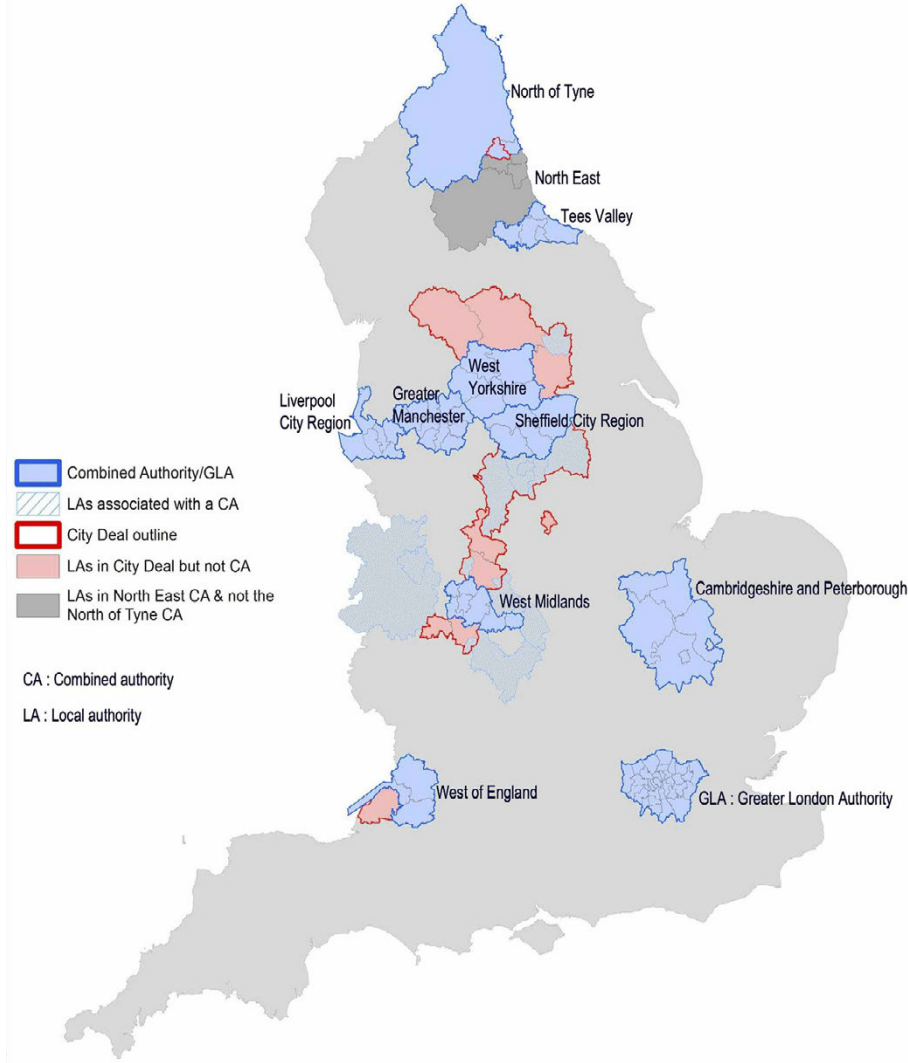 North of Tyne
North East
Tees Valley
West
Yorkshire
Liverpool
City Region
Greater
Manchester
Sheffield City Region
Combined Authority/GLA
LAs associated with a CA
City Deal outline
LAs in City Deal but not CA
LAs in North East CA & not the
North of Tyne CA
Cambridgeshire and Peterborough
West Midlands
CA : Combined authority
LA : Local authority
West of England
GLA : Greater London Authority